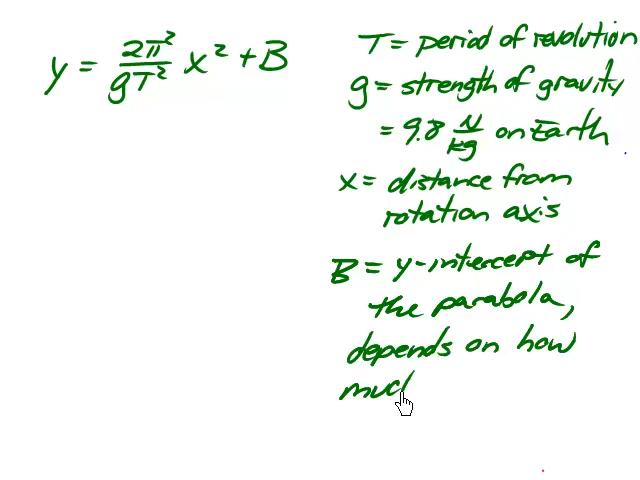 y = 2π²/gT² x² + B
T = period of revolution
g = strength of gravity
= 9.8 N/kg on Earth
x = distance from
rotation axis
B = y-intercept of
the parabola,
depends on how
muc